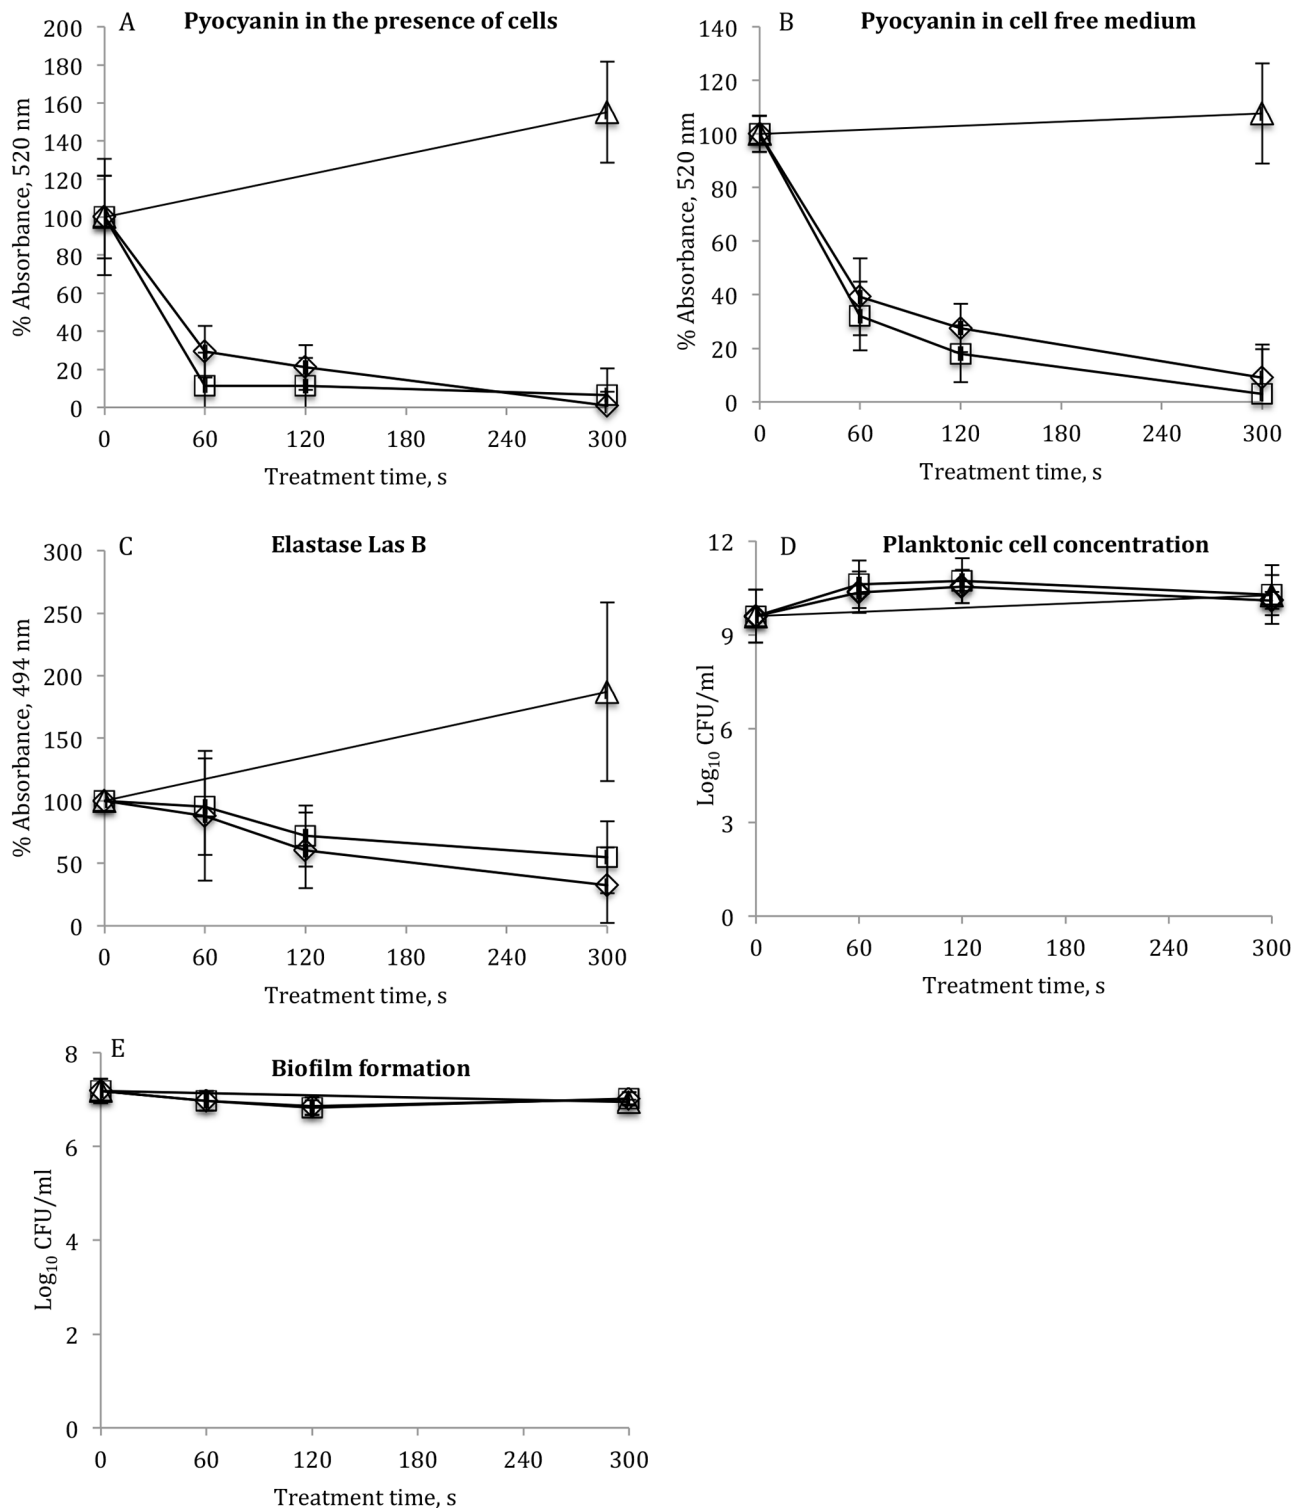 A Pyocyanin in the presence of cells
200
180
160
140
120
100
80
60
40
20
0
% Absorbance, 520 nm
0 60 120 180 240 300
Treatment time, s
B Pyocyanin in cell free medium
140
120
100
80
60
40
20
0
% Absorbance, 520 nm
0 60 120 180 240 300
Treatment time, s
C Elastase Las B
300
250
200
150
100
50
0
% Absorbance, 494 nm
0 60 120 180 240 300
Treatment time, s
D Planktonic cell concentration
12
9
6
3
0
Log₁₀ CFU/ml
0 60 120 180 240 300
Treatment time, s
E
Biofilm formation
8
6
4
2
0
Log₁₀ CFU/ml
0 60 120 180 240 300
Treatment time, s